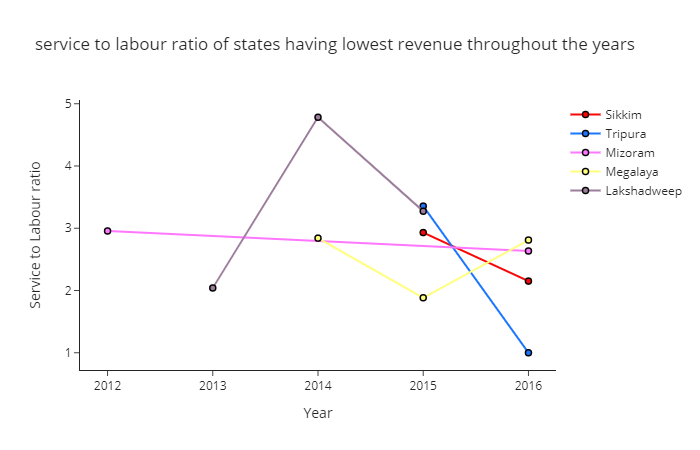 service to labour ratio of states having lowest revenue throughout the years
5
4
3
2
1
Service to Labour ratio
2012 2013 2014 2015 2016
Year
Sikkim
Tripura
Mizoram
Megalaya
Lakshadweep